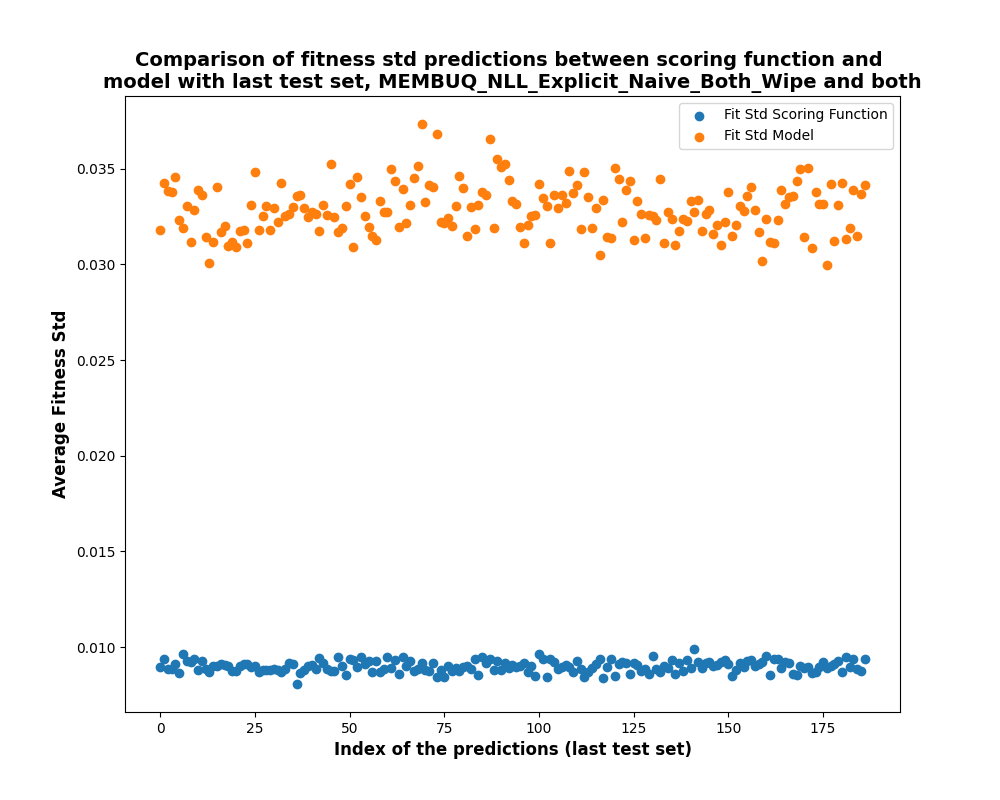 Comparison of fitness std predictions between scoring function and
model with last test set, MEMBUQ_NLL_Explicit_Naive_Both_Wipe and both
Fit Std Scoring Function
Fit Std Model
Average Fitness Std
0.035
0.030
0.025
0.020
0.015
0.010
0 25 50 75 100 125 150 175
Index of the predictions (last test set)